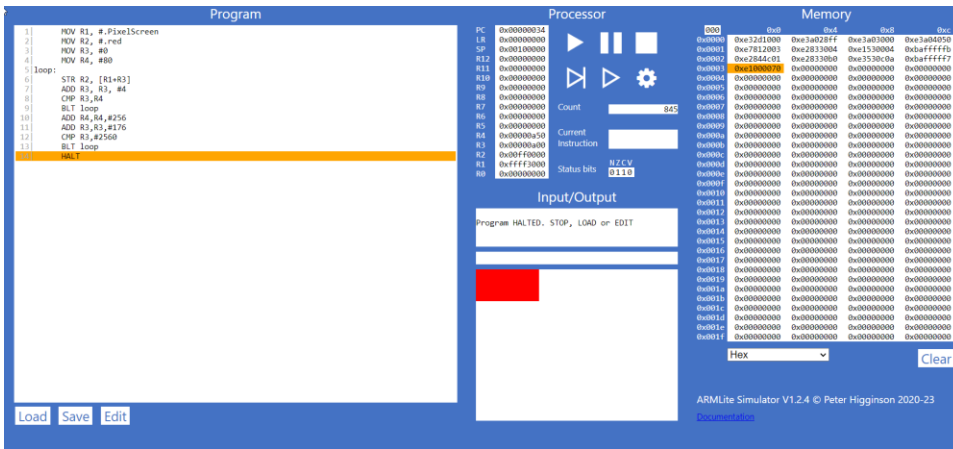 Program
1 MOV R1, #.PixelScreen
2 MOV R2, #.red
3 MOV R3, #0
4 MOV R4, #80
5 loop:
6 STR R2, [R1+R3]
7 ADD R3, R3, #4
8 CMP R3,R4
9 BLT loop
10 ADD R4,R4,#256
11 ADD R3,R3,#176
12 CMP R3,#2560
13 BLT loop
HALT
Load Save Edit
Processor
PC 0x00000034
LR 0x00000000
SP 0x00100000
R12 0x00000000
R11 0x00000000
R10 0x00000000
R9 0x00000000
R8 0x00000000
R7 0x00000000
R6 0x00000000
R5 0x00000000
R4 0x00000a50
R3 0x00000a00
R2 0x00ff0000
R1 0xffff3000
R0 0x00000000
Count 845
Current
Instruction
Status bits NZCV
0110
Input/Output
Program HALTED. STOP, LOAD or EDIT
Memory
000 0x0 0x4 0x8 0xc
0x0000 0xe32d1000 0xe3a028ff 0xe3a03000 0xe3a04050
0x0001 0xe7812003 0xe2833004 0xe1530004 0xbafffffb
0x0002 0xe2844c01 0xe28330b0 0xe3530c0a 0xbafffff7
0x0003 0xe1000070 0x00000000 0x00000000 0x00000000
0x0004 0x00000000 0x00000000 0x00000000 0x00000000
0x0005 0x00000000 0x00000000 0x00000000 0x00000000
0x0006 0x00000000 0x00000000 0x00000000 0x00000000
0x0007 0x00000000 0x00000000 0x00000000 0x00000000
0x0008 0x00000000 0x00000000 0x00000000 0x00000000
0x0009 0x00000000 0x00000000 0x00000000 0x00000000
0x000a 0x00000000 0x00000000 0x00000000 0x00000000
0x000b 0x00000000 0x00000000 0x00000000 0x00000000
0x000c 0x00000000 0x00000000 0x00000000 0x00000000
0x000d 0x00000000 0x00000000 0x00000000 0x00000000
0x000e 0x00000000 0x00000000 0x00000000 0x00000000
0x000f 0x00000000 0x00000000 0x00000000 0x00000000
0x0010 0x00000000 0x00000000 0x00000000 0x00000000
0x0011 0x00000000 0x00000000 0x00000000 0x00000000
0x0012 0x00000000 0x00000000 0x00000000 0x00000000
0x0013 0x00000000 0x00000000 0x00000000 0x00000000
0x0014 0x00000000 0x00000000 0x00000000 0x00000000
0x0015 0x00000000 0x00000000 0x00000000 0x00000000
0x0016 0x00000000 0x00000000 0x00000000 0x00000000
0x0017 0x00000000 0x00000000 0x00000000 0x00000000
0x0018 0x00000000 0x00000000 0x00000000 0x00000000
0x0019 0x00000000 0x00000000 0x00000000 0x00000000
0x001a 0x00000000 0x00000000 0x00000000 0x00000000
0x001b 0x00000000 0x00000000 0x00000000 0x00000000
0x001c 0x00000000 0x00000000 0x00000000 0x00000000
0x001d 0x00000000 0x00000000 0x00000000 0x00000000
0x001e 0x00000000 0x00000000 0x00000000 0x00000000
0x001f 0x00000000 0x00000000 0x00000000 0x00000000
Hex Clear
ARMLite Simulator V1.2.4 © Peter Higginson 2020-23
Documentation